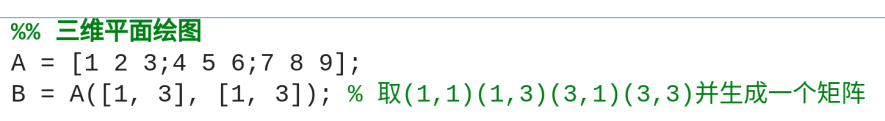 %% 三维平面绘图
A = [1 2 3;4 5 6;7 8 9];
B = A([1, 3], [1, 3]); % 取(1,1)(1,3)(3,1)(3,3)并生成一个矩阵